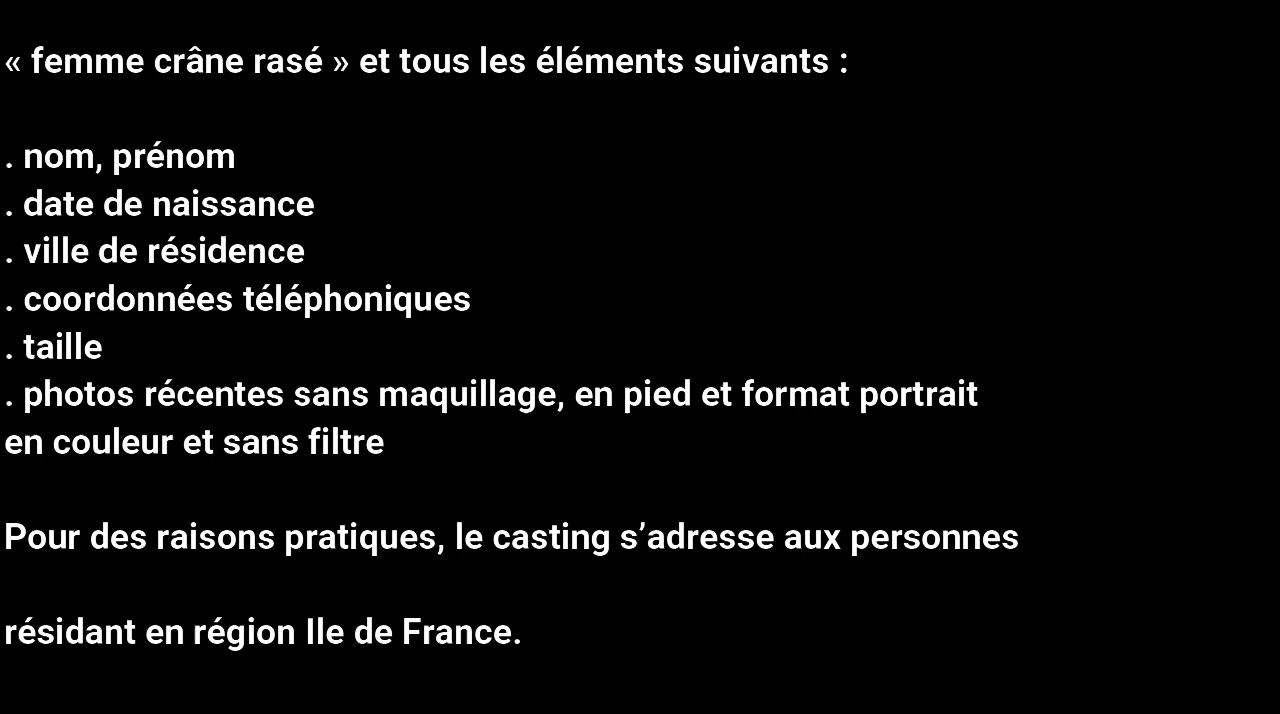 « femme crâne rasé » et tous les éléments suivants :
. nom, prénom
. date de naissance
. ville de résidence
. coordonnées téléphoniques
. taille
. photos récentes sans maquillage, en pied et format portrait
en couleur et sans filtre
Pour des raisons pratiques, le casting s’adresse aux personnes
résidant en région Ile de France.